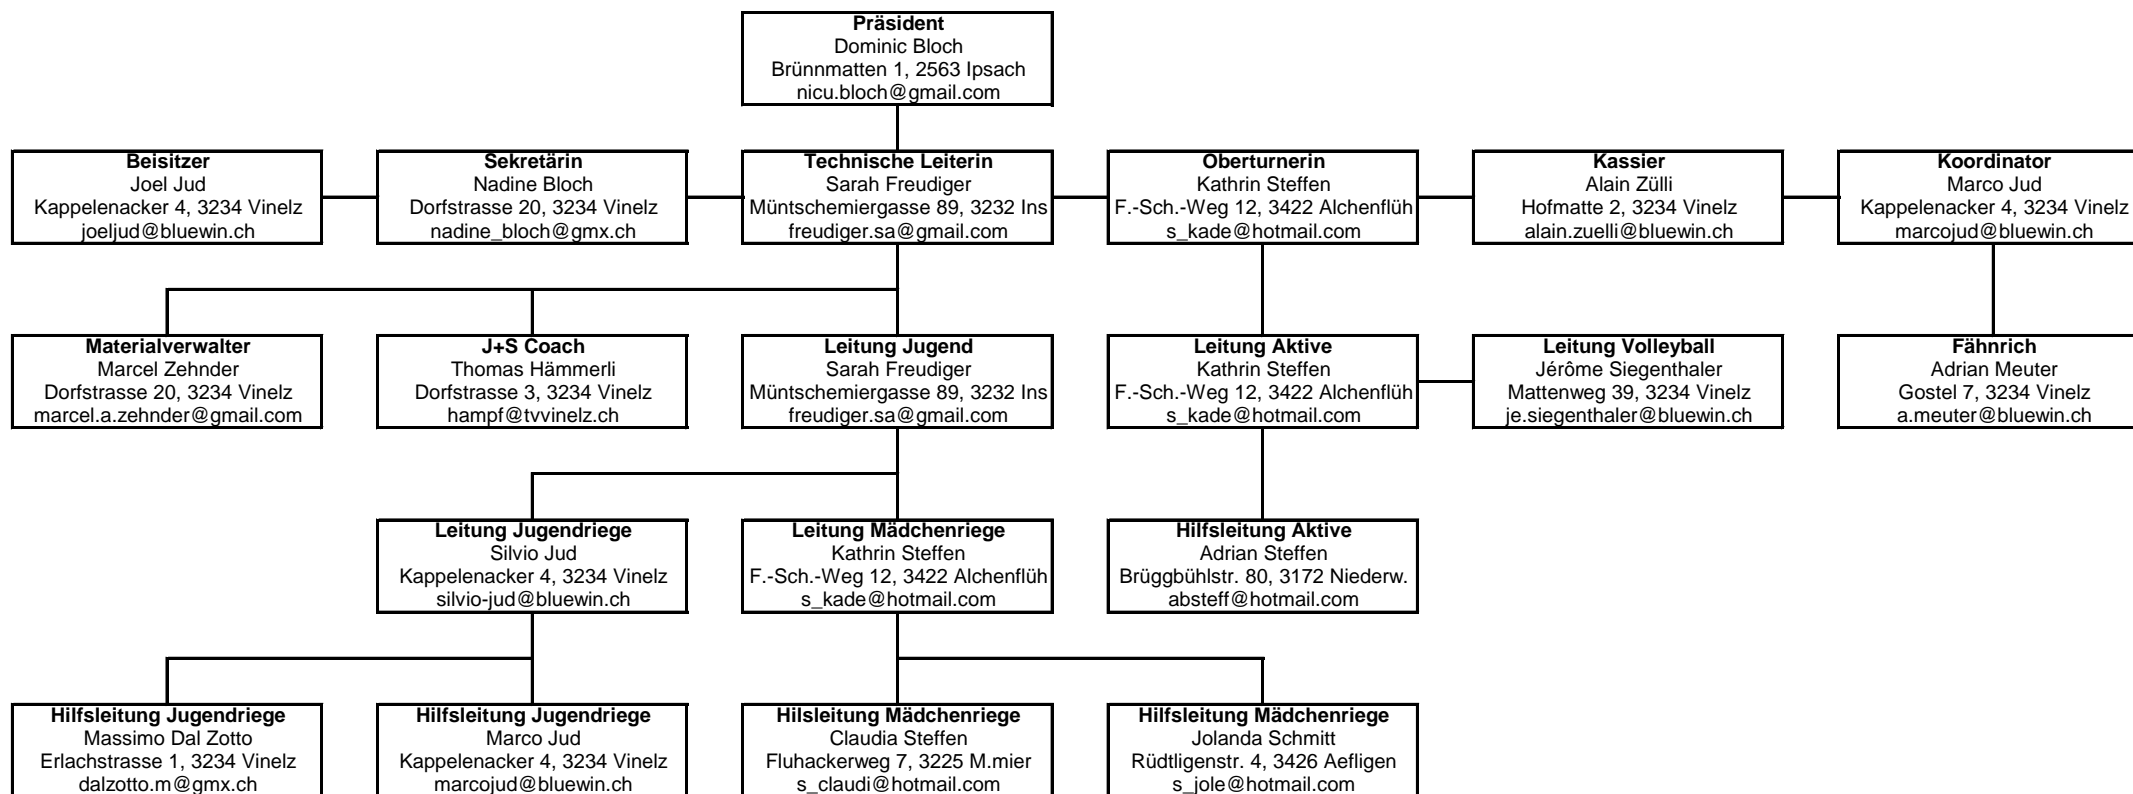 Präsident
Dominic Bloch
Brünnmatten 1, 2563 Ipsach
nicu.bloch@gmail.com
Beisitzer
Joel Jud
Kappelenacker 4, 3234 Vinelz
joeljud@bluewin.ch
Sekretärin
Nadine Bloch
Dorfstrasse 20, 3234 Vinelz
nadine_bloch@gmx.ch
Technische Leiterin
Sarah Freudiger
Müntschemiergasse 89, 3232 Ins
freudiger.sa@gmail.com
Oberturnerin
Kathrin Steffen
F.-Sch.-Weg 12, 3422 Alchenflüh
s_kade@hotmail.com
Kassier
Alain Zülli
Hofmatte 2, 3234 Vinelz
alain.zuelli@bluewin.ch
Koordinator
Marco Jud
Kappelenacker 4, 3234 Vinelz
marcojud@bluewin.ch
Materialverwalter
Marcel Zehnder
Dorfstrasse 20, 3234 Vinelz
marcel.a.zehnder@gmail.com
J+S Coach
Thomas Hämmerli
Dorfstrasse 3, 3234 Vinelz
hampf@tvvinelz.ch
Leitung Jugend
Sarah Freudiger
Müntschemiergasse 89, 3232 Ins
freudiger.sa@gmail.com
Leitung Aktive
Kathrin Steffen
F.-Sch.-Weg 12, 3422 Alchenflüh
s_kade@hotmail.com
Leitung Volleyball
Jérôme Siegenthaler
Mattenweg 39, 3234 Vinelz
je.siegenthaler@bluewin.ch
Fähnrich
Adrian Meuter
Gostel 7, 3234 Vinelz
a.meuter@bluewin.ch
Leitung Jugendriege
Silvio Jud
Kappelenacker 4, 3234 Vinelz
silvio-jud@bluewin.ch
Leitung Mädchenriege
Kathrin Steffen
F.-Sch.-Weg 12, 3422 Alchenflüh
s_kade@hotmail.com
Hilfsleitung Aktive
Adrian Steffen
Brüggbühlstr. 80, 3172 Niederw.
absteff@hotmail.com
Hilfsleitung Jugendriege
Massimo Dal Zotto
Erlachstrasse 1, 3234 Vinelz
dalzotto.m@gmx.ch
Hilfsleitung Jugendriege
Marco Jud
Kappelenacker 4, 3234 Vinelz
marcojud@bluewin.ch
Hilsleitung Mädchenriege
Claudia Steffen
Fluhackerweg 7, 3225 M.mier
s_claudi@hotmail.com
Hilfsleitung Mädchenriege
Jolanda Schmitt
Rüdtligenstr. 4, 3426 Aefligen
s_jole@hotmail.com